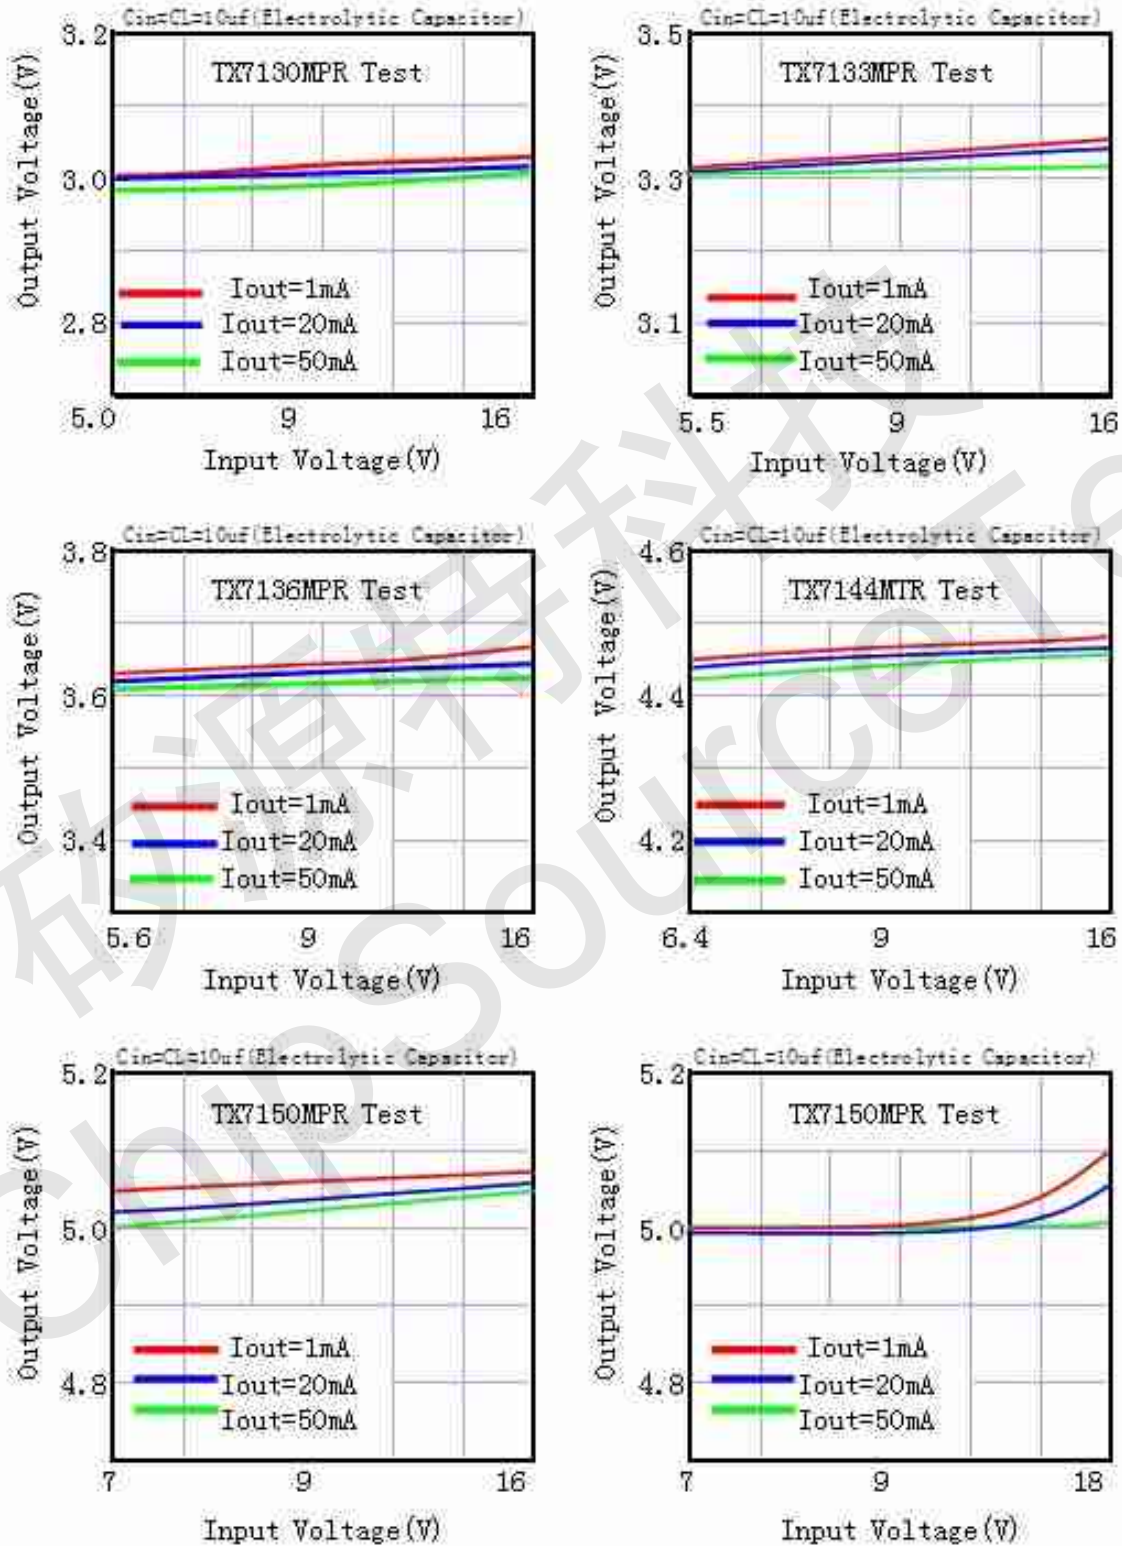 Cin=CL=10uf(Electrolytic Capacitor)
3.2
TX7130MPR Test
Output Voltage(V)
3.0
Iout=1mA
2.8
Iout=20mA
Iout=50mA
5.0 9 16
Input Voltage(V)
Cin=CL=10uf(Electrolytic Capacitor)
3.5
TX7133MPR Test
Output Voltage(V)
3.3
Iout=1mA
3.1
Iout=20mA
Iout=50mA
5.5 9 16
Input Voltage(V)
Cin=CL=10uf(Electrolytic Capacitor)
3.8
TX7136MPR Test
Output Voltage(V)
3.6
Iout=1mA
3.4
Iout=20mA
Iout=50mA
5.6 9 16
Input Voltage(V)
Cin=CL=10uf(Electrolytic Capacitor)
4.6
TX7144MTR Test
Output Voltage(V)
4.4
Iout=1mA
4.2
Iout=20mA
Iout=50mA
6.4 9 16
Input Voltage(V)
Cin=CL=10uf(Electrolytic Capacitor)
5.2
TX7150MPR Test
Output Voltage(V)
5.0
Iout=1mA
4.8
Iout=20mA
Iout=50mA
7 9 16
Input Voltage(V)
Cin=CL=10uf(Electrolytic Capacitor)
5.2
TX7150MPR Test
Output Voltage(V)
5.0
Iout=1mA
4.8
Iout=20mA
Iout=50mA
7 9 18
Input Voltage(V)
矽源特科技
ChipSourceTe